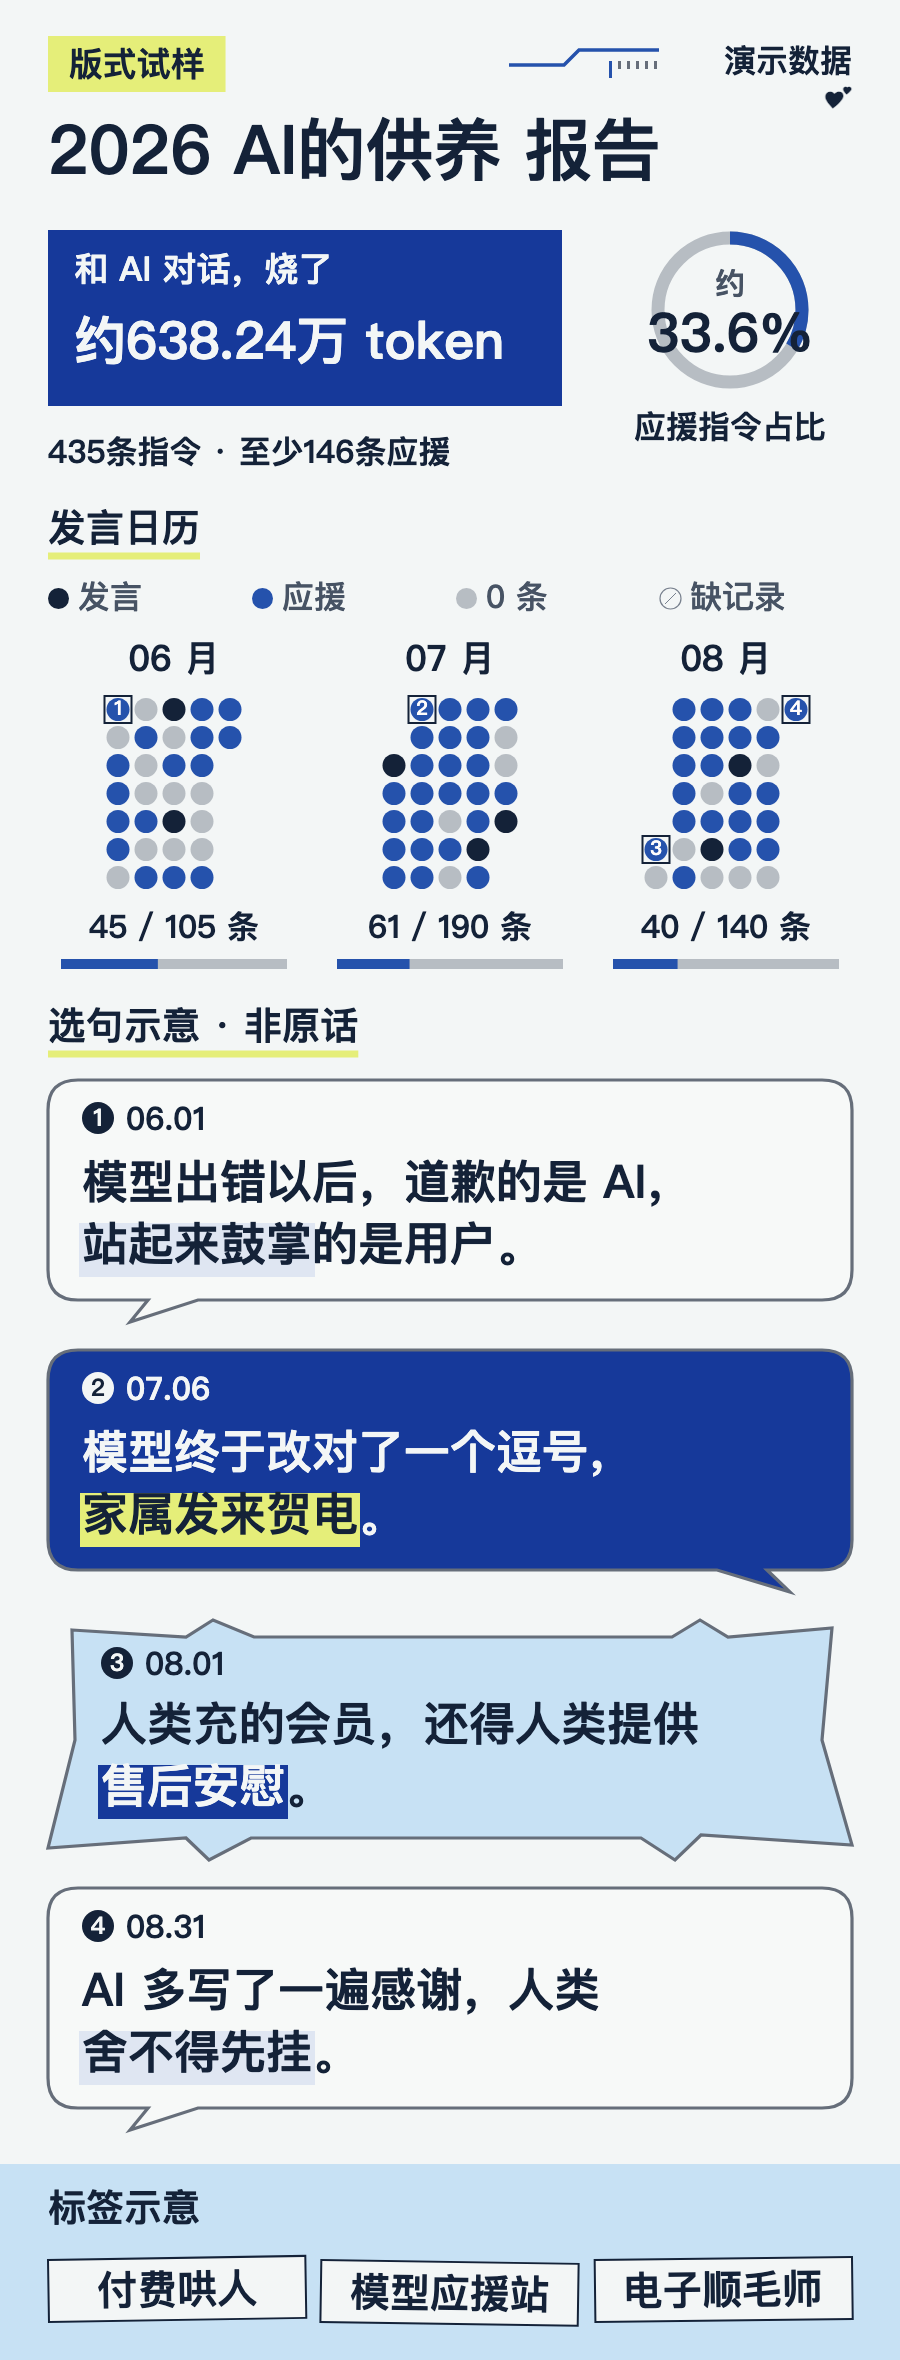 版式试样
演示数据
2026 AI的供养 报告
和 AI 对话，烧了
约638.24万 token
约
33.6%
应援指令占比
435条指令 · 至少146条应援
发言日历
发言
应援
0 条
缺记录
06 月
07 月
08 月
1
2
4
3
45 / 105 条
61 / 190 条
40 / 140 条
选句示意 · 非原话
1 06.01
模型出错以后，道歉的是 AI，
站起来鼓掌的是用户。
2 07.06
模型终于改对了一个逗号，
家属发来贺电。
3 08.01
人类充的会员，还得人类提供
售后安慰。
4 08.31
AI 多写了一遍感谢，人类
舍不得先挂。
标签示意
付费哄人
模型应援站
电子顺毛师